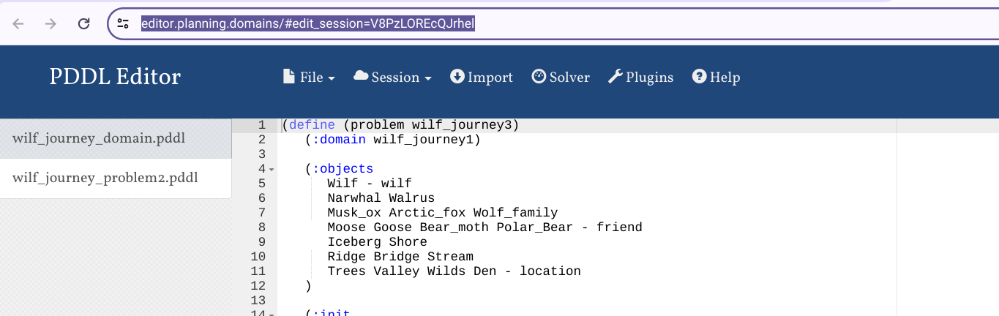 editor.planning.domains/#edit_session=V8PzLOREcQJrhel
PDDL Editor
File
Session
Import
Solver
Plugins
Help
wilf_journey_domain.pddl
wilf_journey_problem2.pddl
1 (define (problem wilf_journey3)
2 (:domain wilf_journey1)
3
4 (:objects
5 Wilf - wilf
6 Narwhal Walrus
7 Musk_ox Arctic_fox Wolf_family
8 Moose Goose Bear_moth Polar_Bear - friend
9 Iceberg Shore
10 Ridge Bridge Stream
11 Trees Valley Wilds Den - location
12 )
13
14 (:init